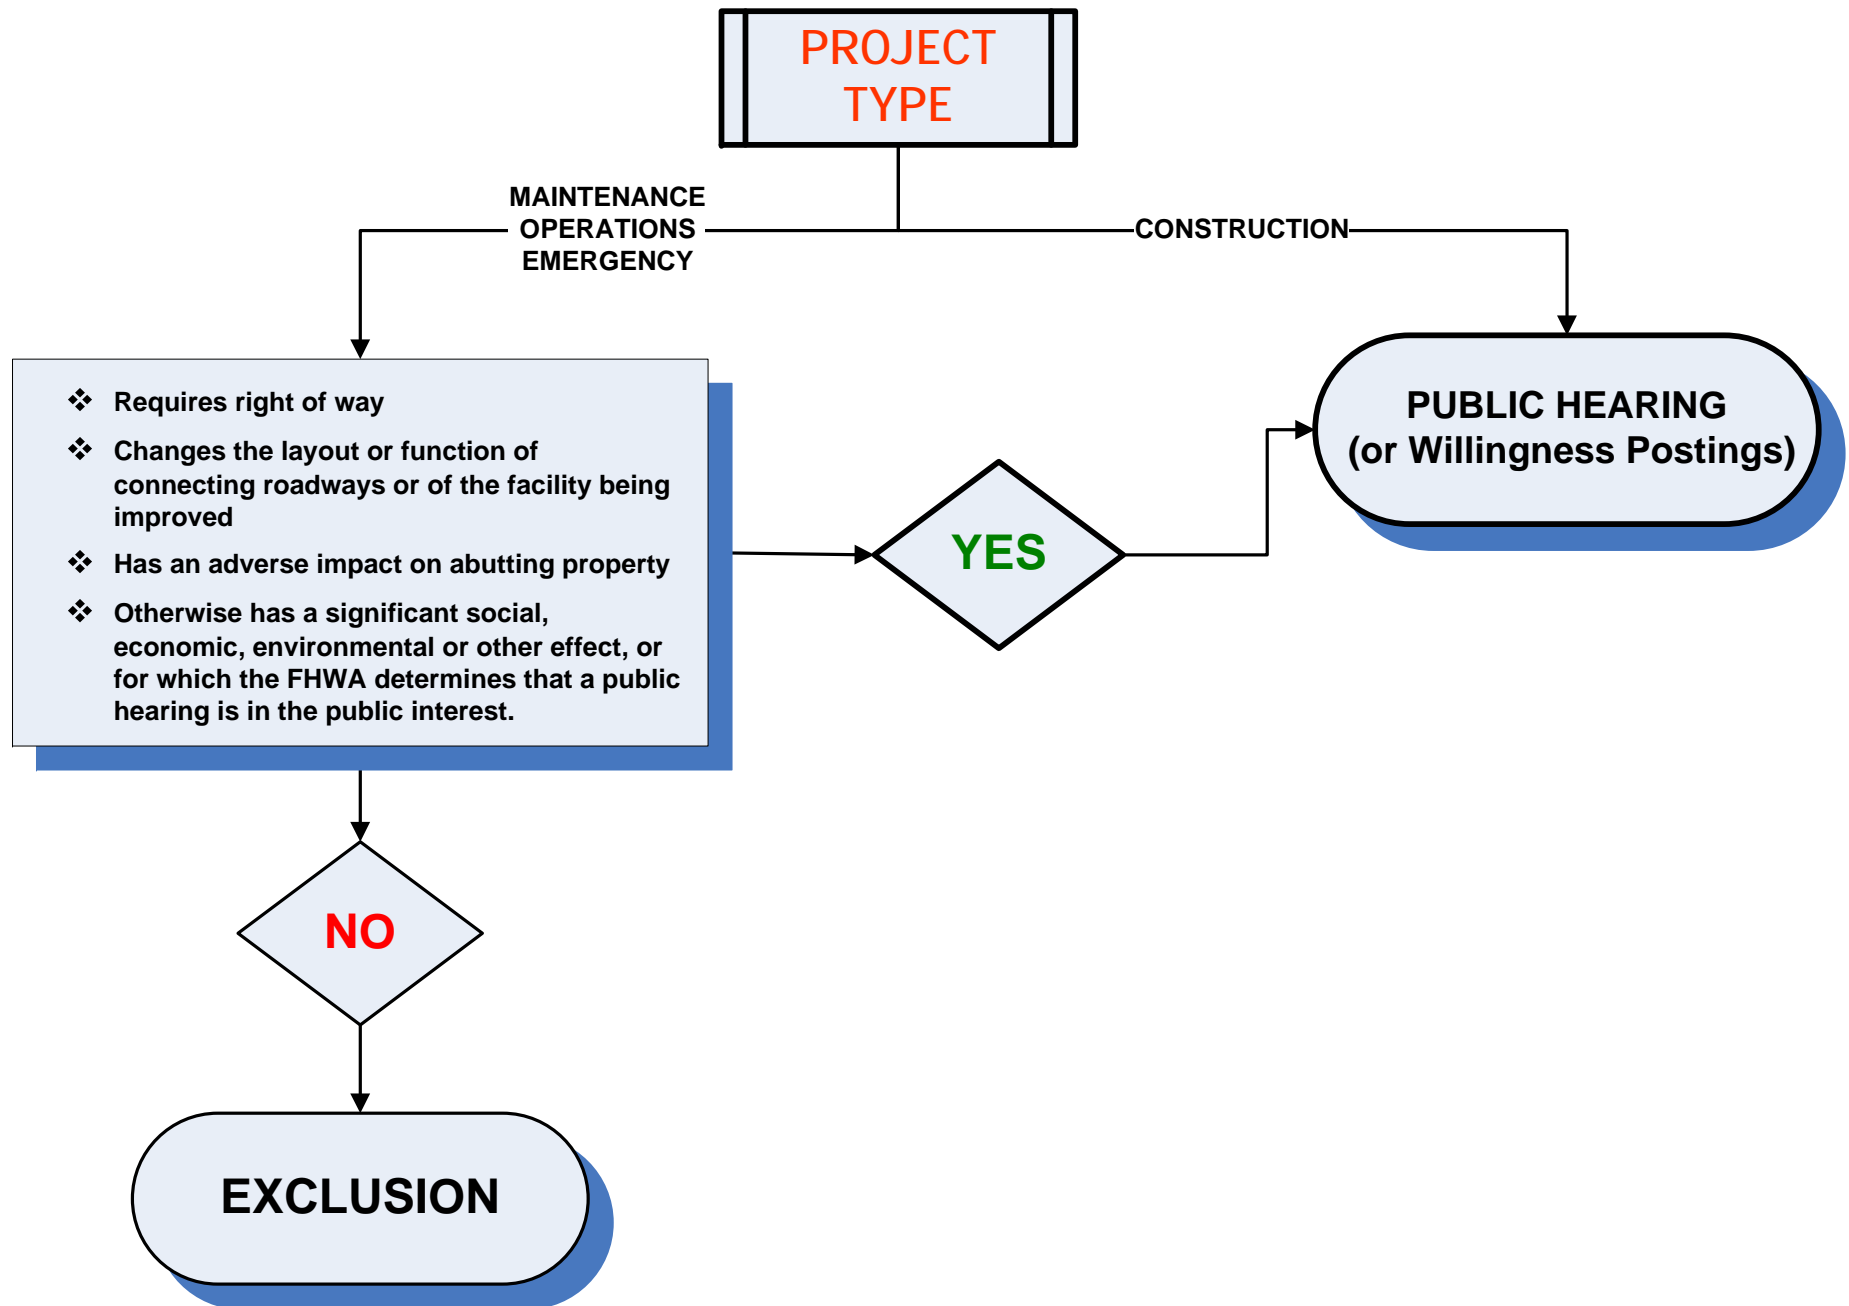 PROJECT
TYPE
MAINTENANCE
OPERATIONS
EMERGENCY
CONSTRUCTION
❖ Requires right of way
❖ Changes the layout or function of
connecting roadways or of the facility being
improved
❖ Has an adverse impact on abutting property
❖ Otherwise has a significant social,
economic, environmental or other effect, or
for which the FHWA determines that a public
hearing is in the public interest.
YES
PUBLIC HEARING
(or Willingness Postings)
NO
EXCLUSION